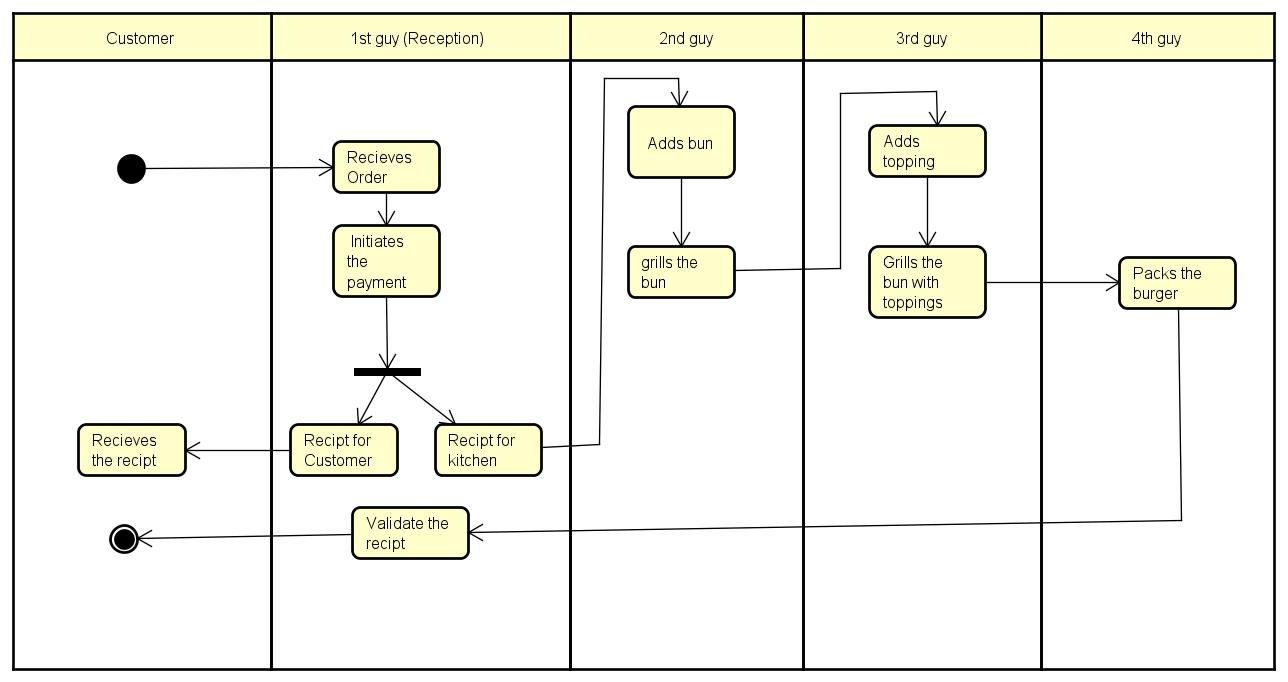 Customer
1st guy (Reception)
2nd guy
3rd guy
4th guy
Recieves
Order
Initiates
the
payment
Recipt for
Customer
Recipt for
kitchen
Recieves
the recipt
Validate the
recipt
Adds bun
grills the
bun
Adds
topping
Grills the
bun with
toppings
Packs the
burger